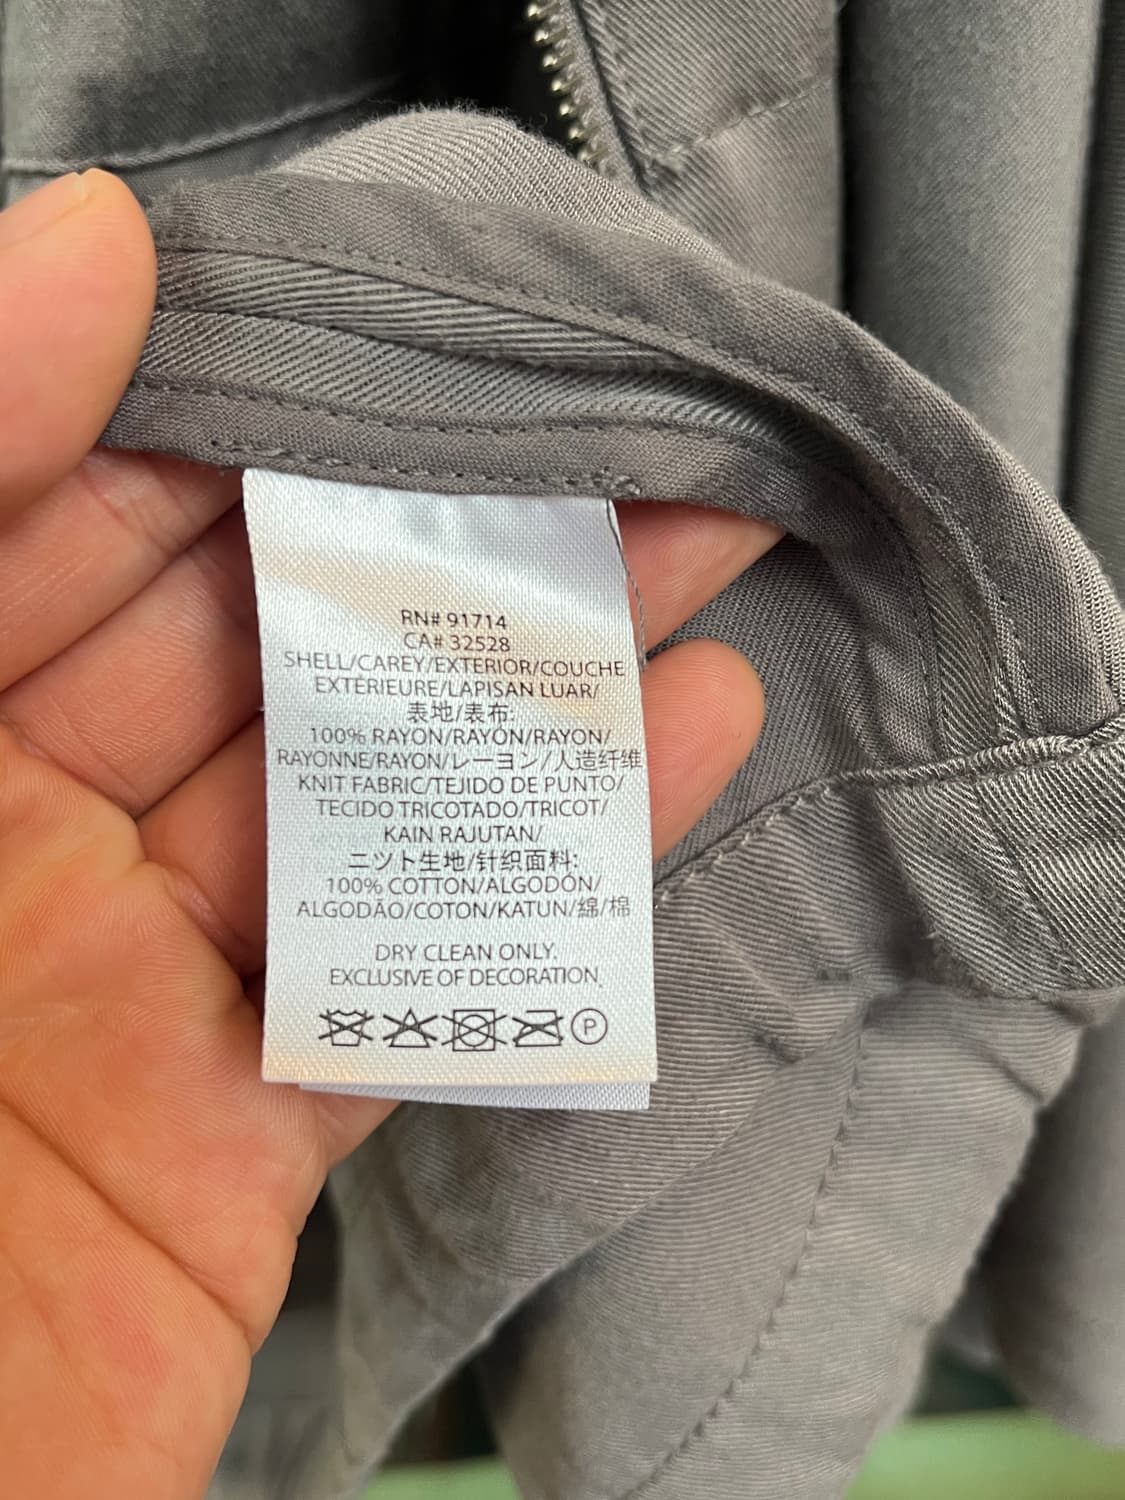 RN# 91714
CA# 32528
SHELL/CAREY/EXTERIOR/COUCHE
EXTÉRIEURE/LAPISAN LUAR/
表地/表布:
100% RAYON/RAYÓN/RAYON/
RAYONNE/RAYON/レーヨン/人造纤维
KNIT FABRIC/TEJIDO DE PUNTO/
TECIDO TRICOTADO/TRICOT/
KAIN RAJUTAN/
ニット生地/针织面料:
100% COTTON/ALGODÓN/
ALGODÃO/COTON/KATUN/綿/棉
DRY CLEAN ONLY.
EXCLUSIVE OF DECORATION.
P